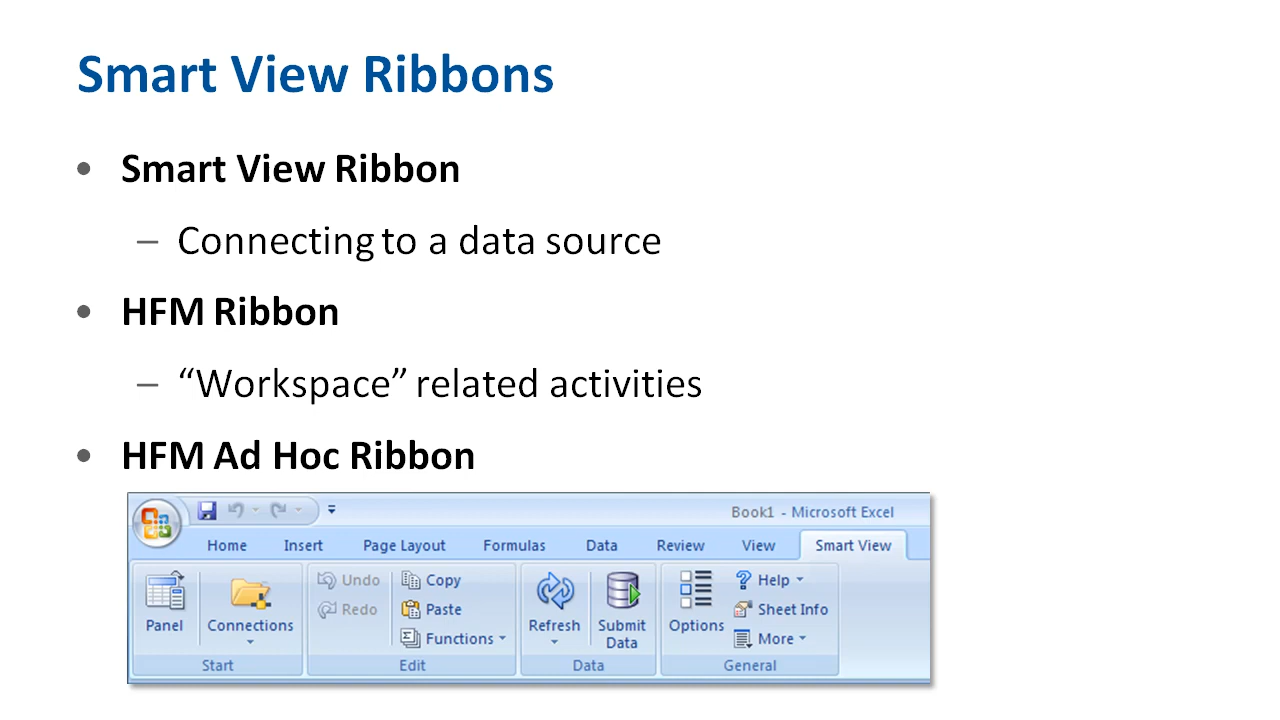 Smart View Ribbons
• Smart View Ribbon
– Connecting to a data source
• HFM Ribbon
– “Workspace” related activities
• HFM Ad Hoc Ribbon
Book1 - Microsoft Excel
Home Insert Page Layout Formulas Data Review View Smart View
Panel
Connections
Start
Undo
Redo
Copy
Paste
Functions
Edit
Refresh
Submit
Data
Data
Options
Help
Sheet Info
More
General